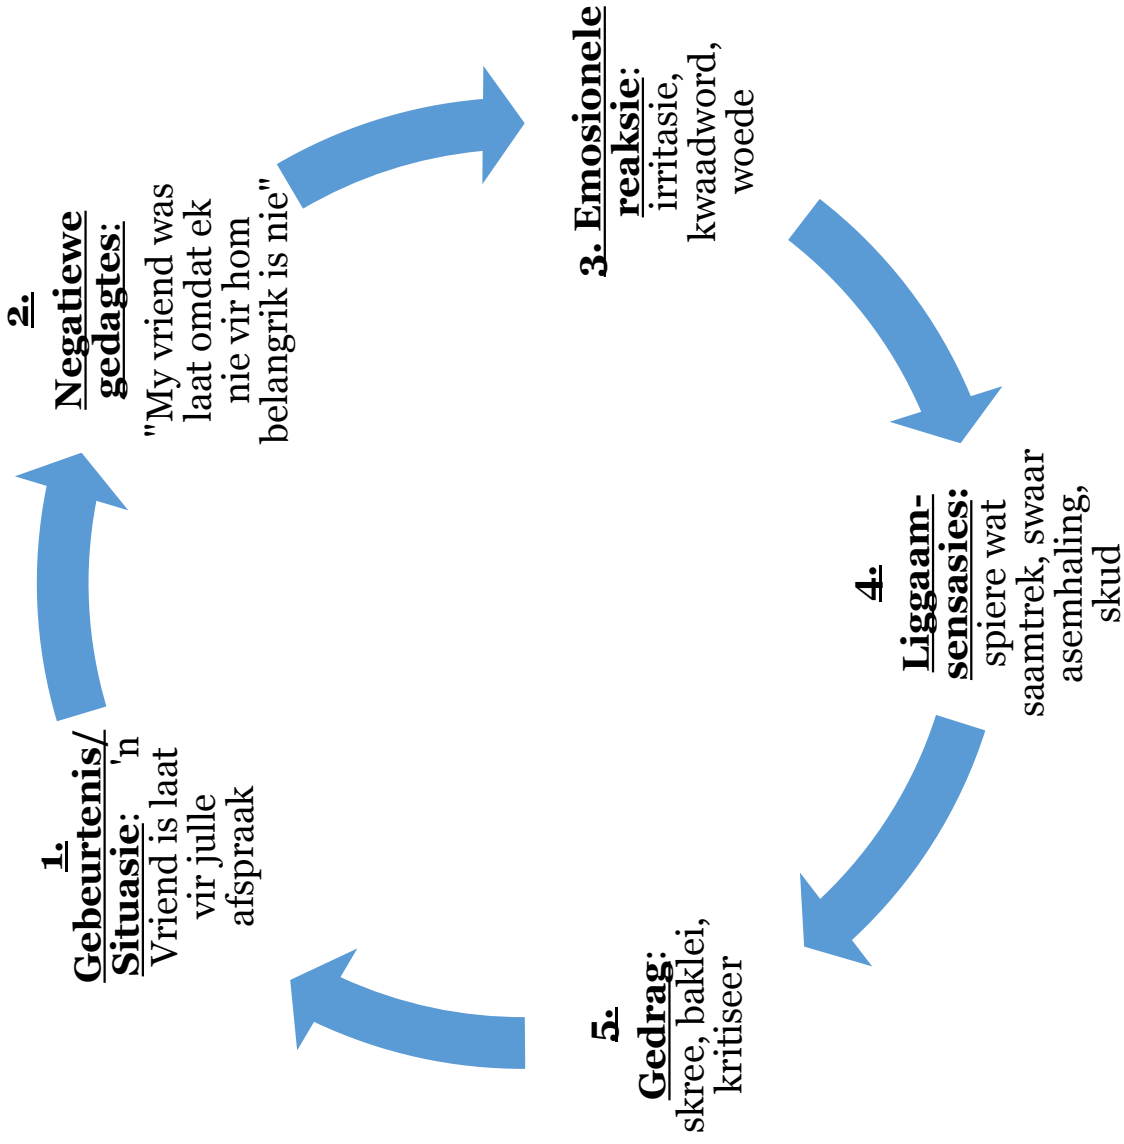 1.
Gebeurtenis/
Situasie: 'n
Vriend is laat
vir julle
afspraak
2.
Negatiewe
gedagtes:
"My vriend was
laat omdat ek
nie vir hom
belangrik is nie"
3. Emosionele
reaksie:
irritasie,
kwaadword,
woede
4.
Liggaam-
sensasies:
spiere wat
saamtrek, swaar
asemhaling,
skud
5.
Gedrag:
skree, baklei,
kritiseer